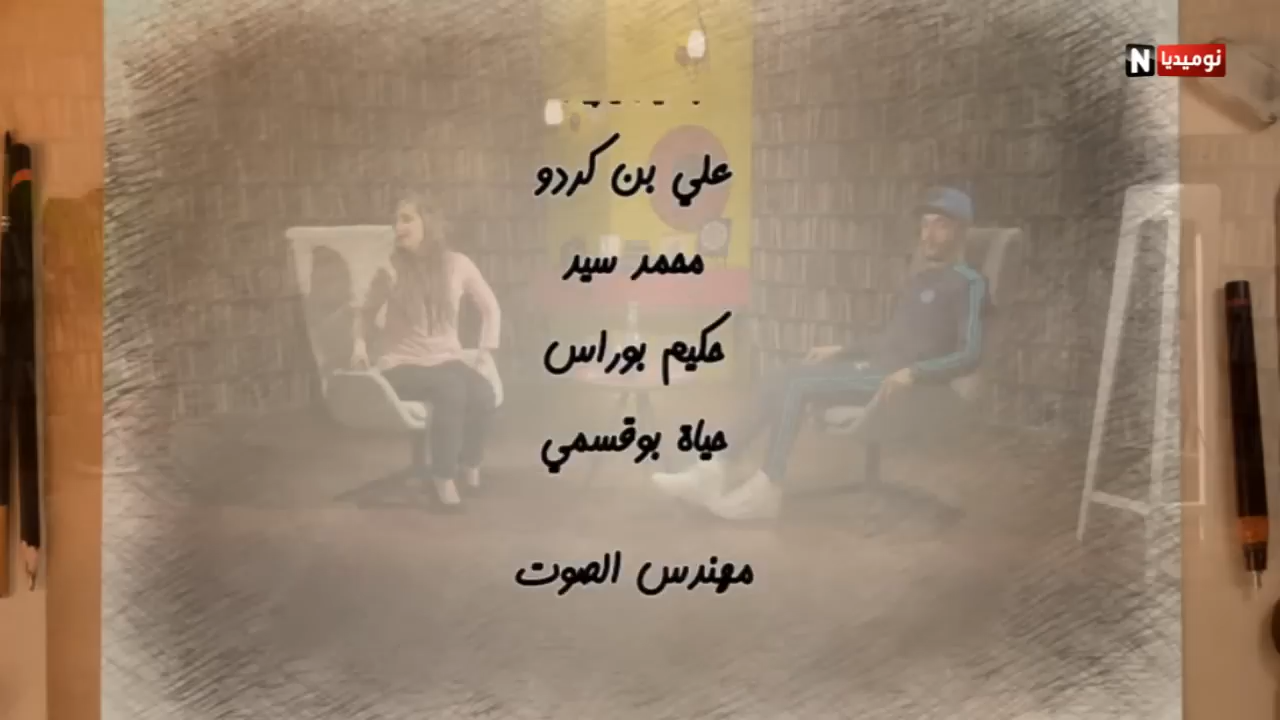 نوميديا N
علي بن كردو
محمد سيد
حكيم بوراس
حياة بوقسمي
مهندس الصوت